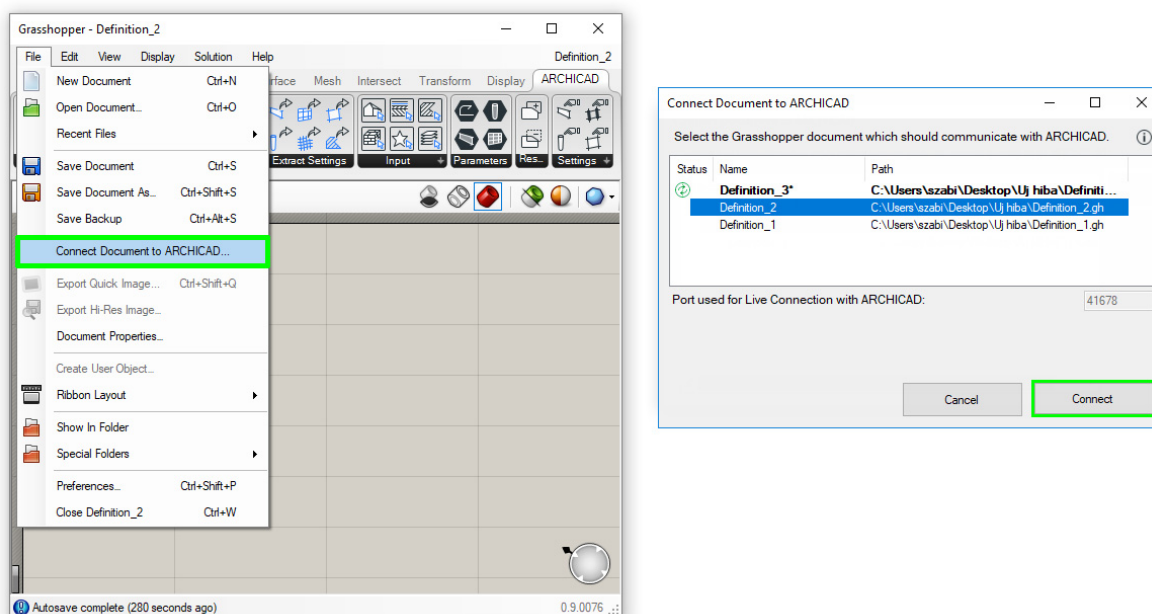 Grasshopper - Definition_2
File Edit View Display Solution Help Definition_2
rface Mesh Intersect Transform Display ARCHICAD
Extract Settings Input Parameters Res... Settings
New Document Ctrl+N
Open Document... Ctrl+O
Recent Files
Save Document Ctrl+S
Save Document As... Ctrl+Shift+S
Save Backup Ctrl+Alt+S
Connect Document to ARCHICAD...
Export Quick Image... Ctrl+Shift+Q
Export Hi-Res Image...
Document Properties...
Create User Object...
Ribbon Layout
Show In Folder
Special Folders
Preferences... Ctrl+Shift+P
Close Definition_2 Ctrl+W
Autosave complete (280 seconds ago) 0.9.0076
Connect Document to ARCHICAD
Select the Grasshopper document which should communicate with ARCHICAD.
Status Name Path
Definition_3* C:\Users\szabi\Desktop\Uj hiba\Definiti...
Definition_2 C:\Users\szabi\Desktop\Uj hiba\Definition_2.gh
Definition_1 C:\Users\szabi\Desktop\Uj hiba\Definition_1.gh
Port used for Live Connection with ARCHICAD: 41678
Cancel Connect